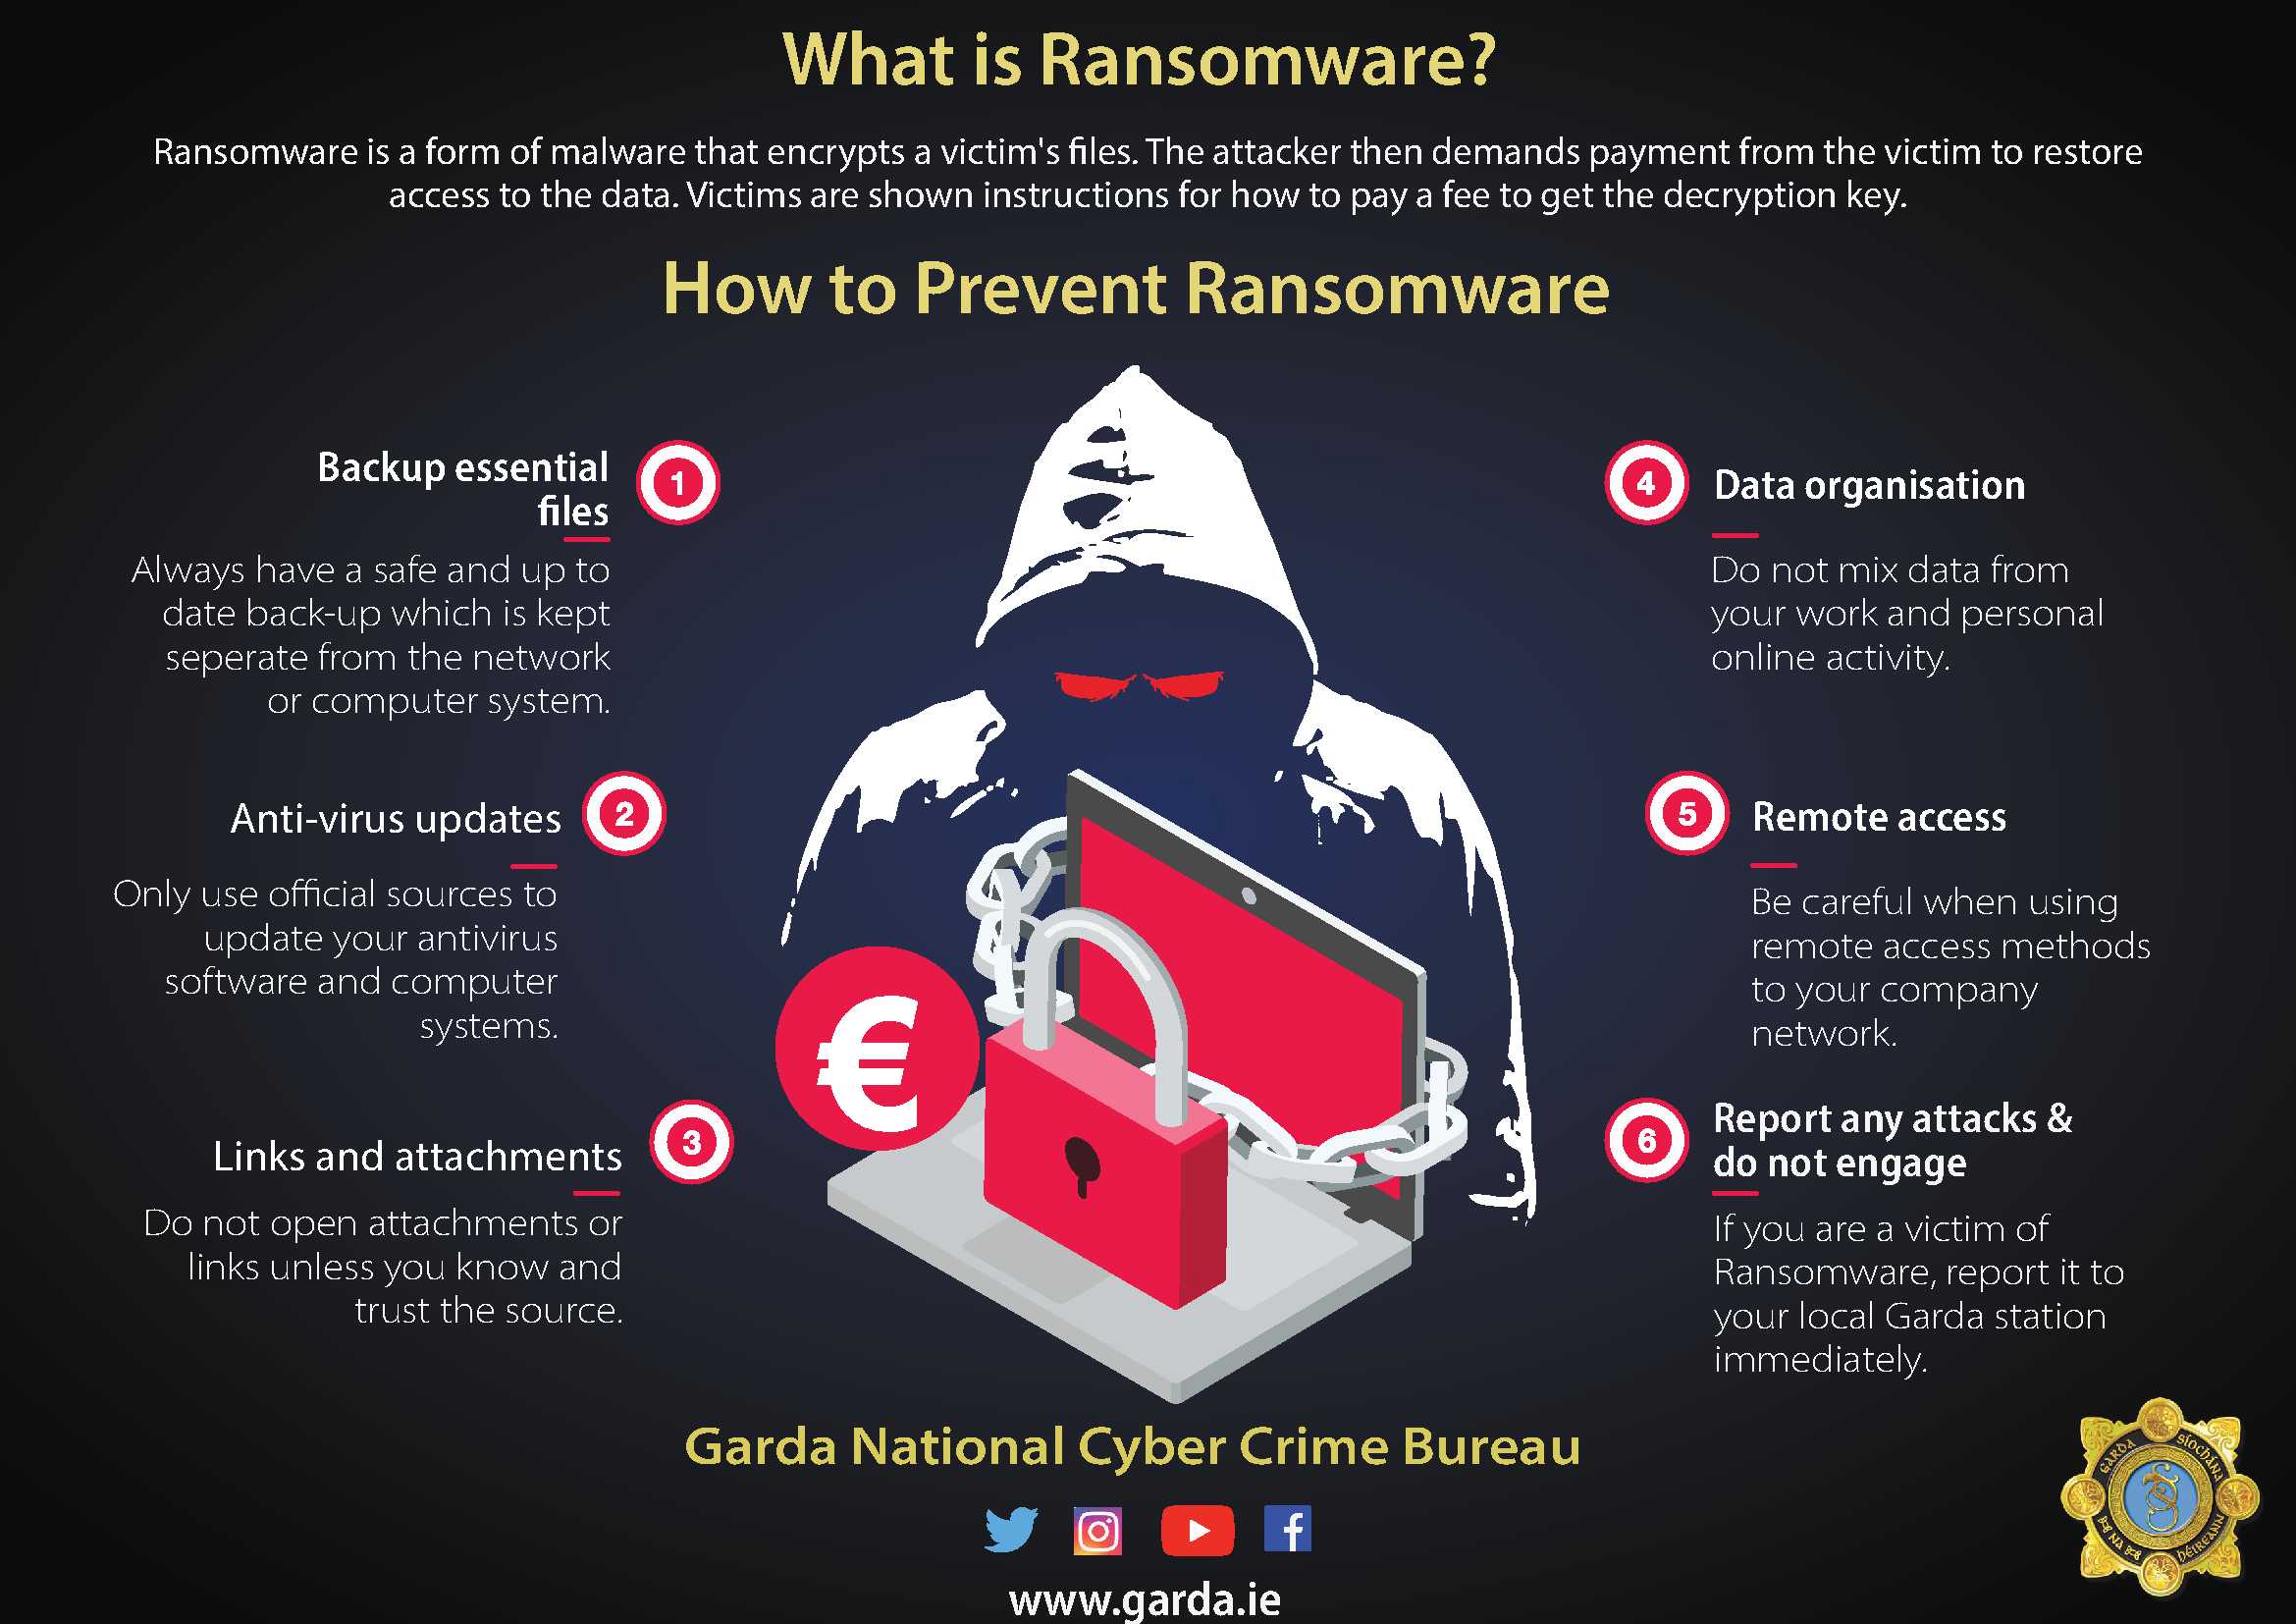 What is Ransomware?
Ransomware is a form of malware that encrypts a victim's files. The attacker then demands payment from the victim to restore
access to the data. Victims are shown instructions for how to pay a fee to get the decryption key.
How to Prevent Ransomware
1
Backup essential
files
Always have a safe and up to
date back-up which is kept
seperate from the network
or computer system.
2
Anti-virus updates
Only use official sources to
update your antivirus
software and computer
systems.
3
Links and attachments
Do not open attachments or
links unless you know and
trust the source.
€
4
Data organisation
Do not mix data from
your work and personal
online activity.
5
Remote access
Be careful when using
remote access methods
to your company
network.
6
Report any attacks &
do not engage
If you are a victim of
Ransomware, report it to
your local Garda station
immediately.
Garda National Cyber Crime Bureau
www.garda.ie
GARDA SÍOCHÁNA
NA HÉIREANN